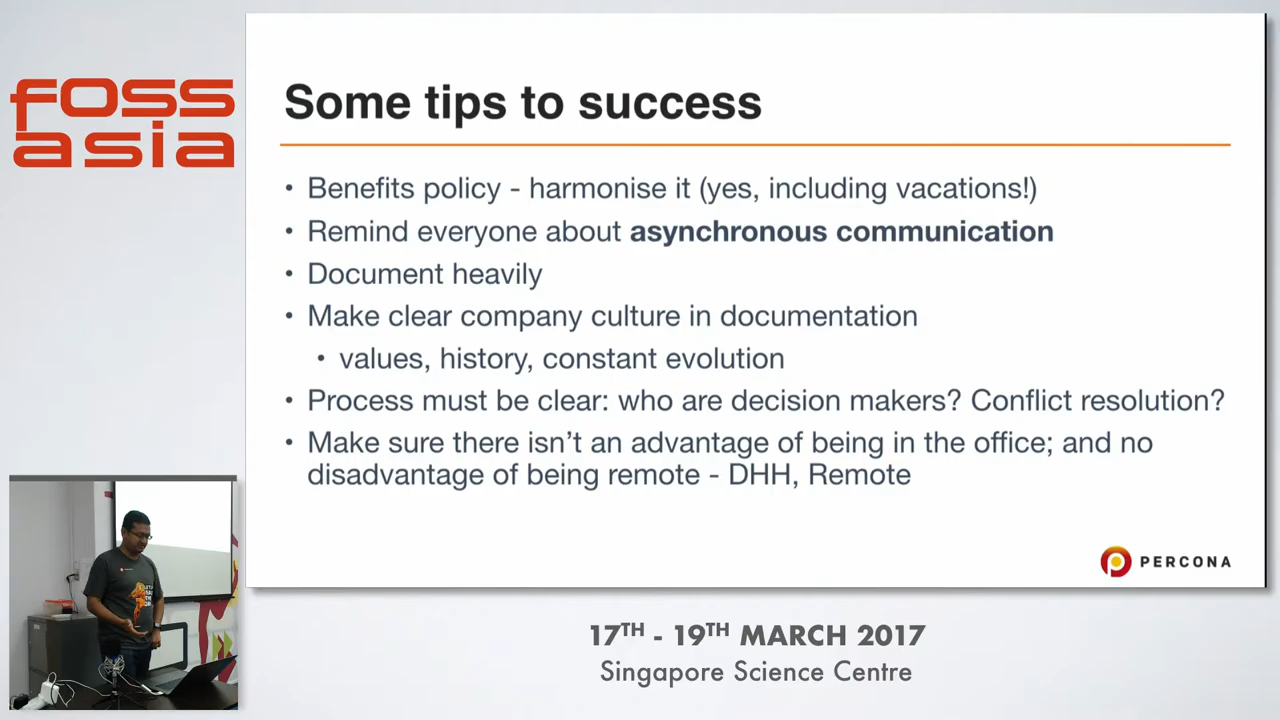 foss
asia
Some tips to success
• Benefits policy - harmonise it (yes, including vacations!)
• Remind everyone about asynchronous communication
• Document heavily
• Make clear company culture in documentation
• values, history, constant evolution
• Process must be clear: who are decision makers? Conflict resolution?
• Make sure there isn't an advantage of being in the office; and no
disadvantage of being remote - DHH, Remote
PERCONA
17TH - 19TH MARCH 2017
Singapore Science Centre